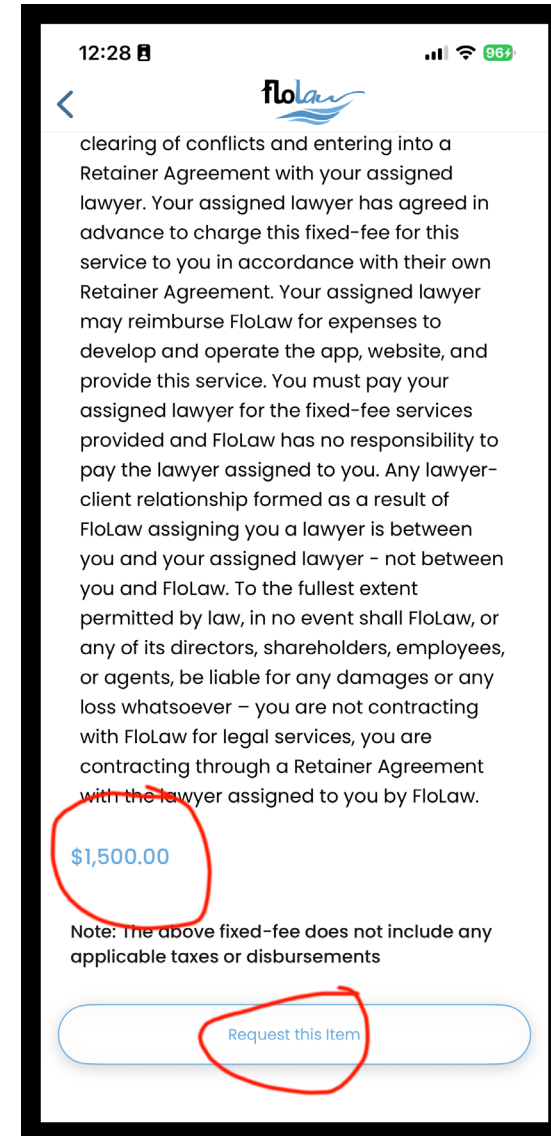 12:28
96
flolaw
clearing of conflicts and entering into a
Retainer Agreement with your assigned
lawyer. Your assigned lawyer has agreed in
advance to charge this fixed-fee for this
service to you in accordance with their own
Retainer Agreement. Your assigned lawyer
may reimburse FloLaw for expenses to
develop and operate the app, website, and
provide this service. You must pay your
assigned lawyer for the fixed-fee services
provided and FloLaw has no responsibility to
pay the lawyer assigned to you. Any lawyer-
client relationship formed as a result of
FloLaw assigning you a lawyer is between
you and your assigned lawyer - not between
you and FloLaw. To the fullest extent
permitted by law, in no event shall FloLaw, or
any of its directors, shareholders, employees,
or agents, be liable for any damages or any
loss whatsoever – you are not contracting
with FloLaw for legal services, you are
contracting through a Retainer Agreement
with the lawyer assigned to you by FloLaw.
$1,500.00
Note: The above fixed-fee does not include any
applicable taxes or disbursements
Request this Item